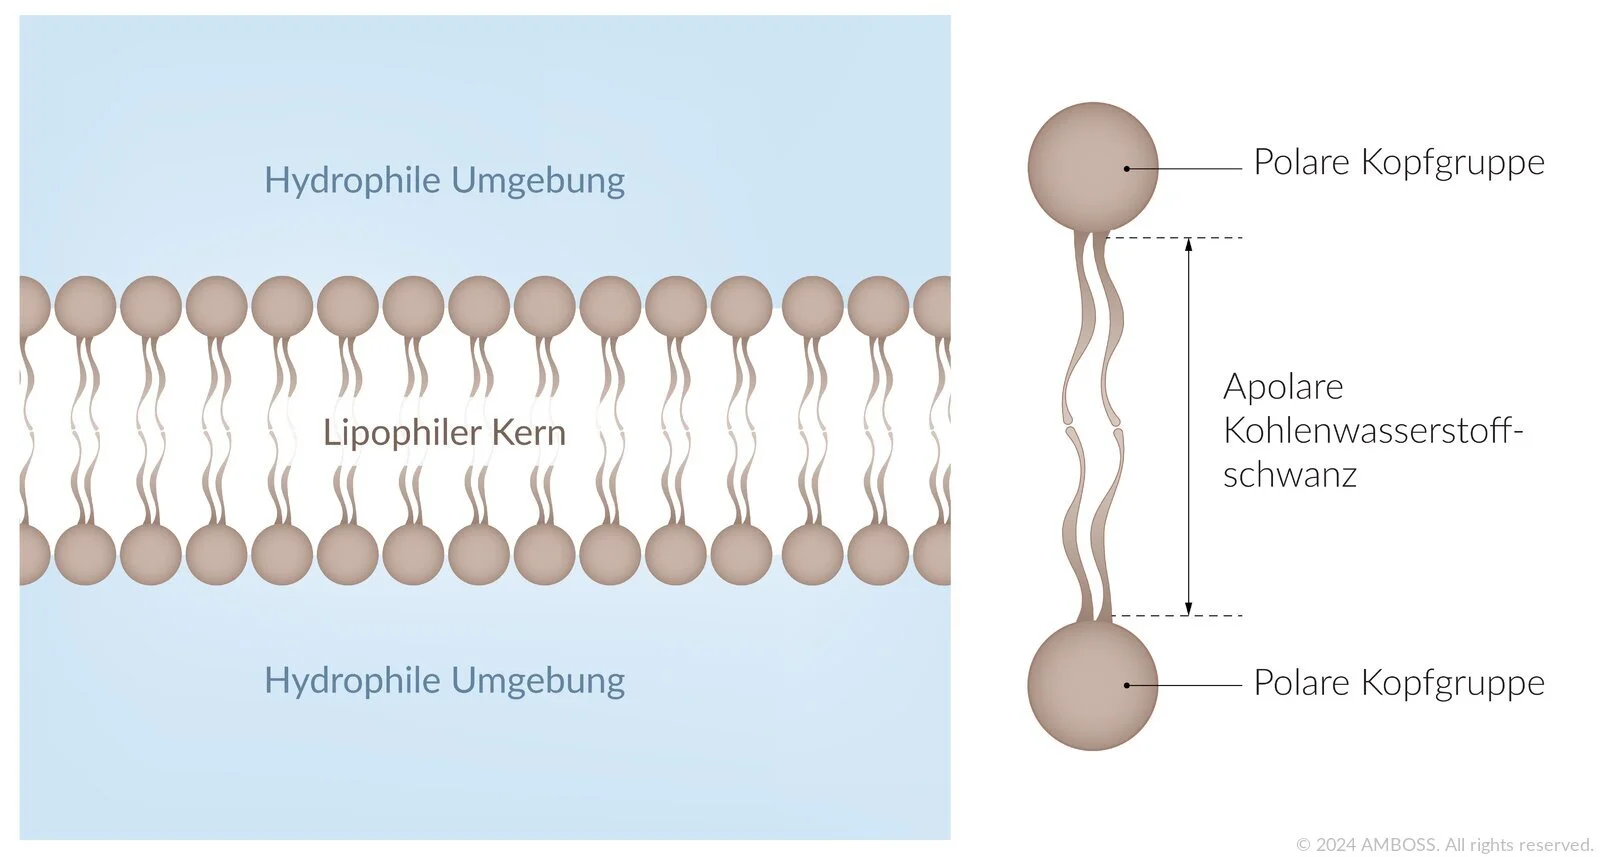 Hydrophile Umgebung
Lipophiler Kern
Hydrophile Umgebung
Polare Kopfgruppe
Apolare
Kohlenwasserstoff-
schwanz
Polare Kopfgruppe
© 2024 AMBOSS. All rights reserved.